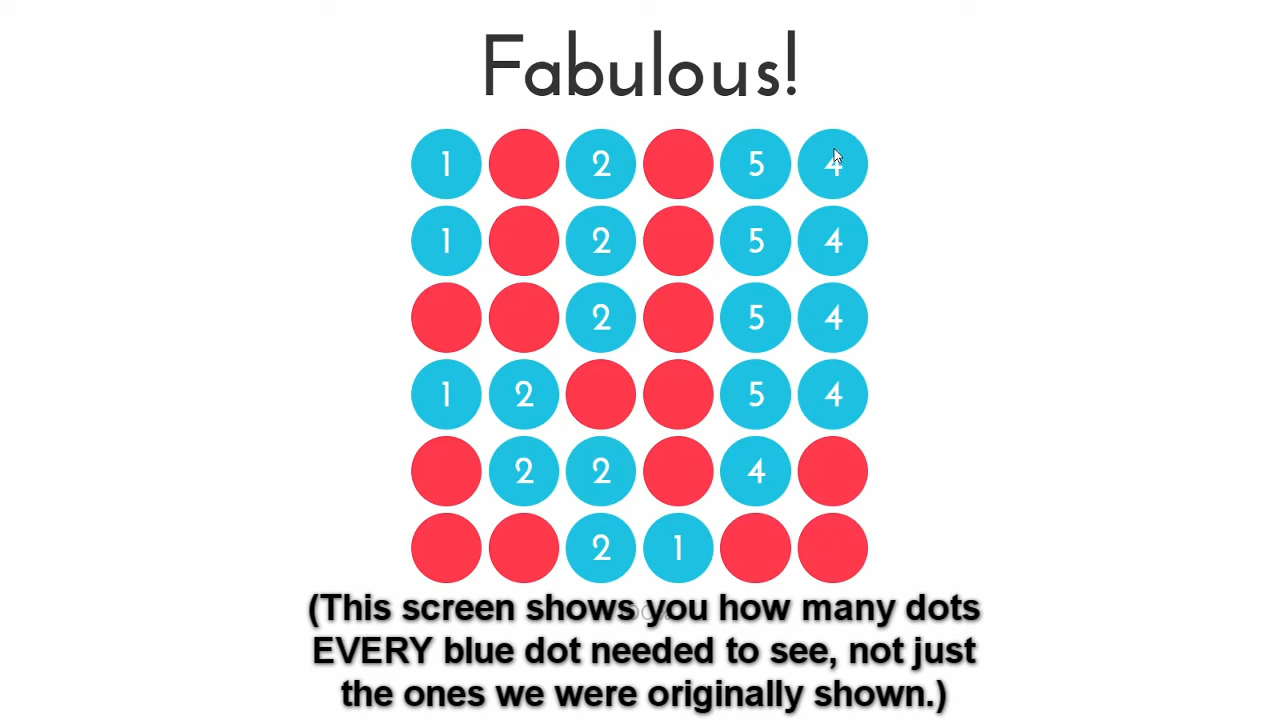 Fabulous!
1 2 5 4
1 2 5 4
2 5 4
1 2 5 4
2 2 4
2 1
(This screen shows you how many dots
EVERY blue dot needed to see, not just
the ones we were originally shown.)